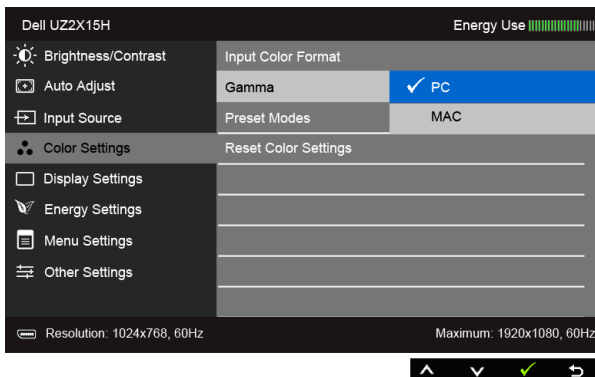 Dell UZ2X15H Energy Use
Brightness/Contrast Input Color Format
Auto Adjust Gamma PC
Input Source Preset Modes MAC
Color Settings Reset Color Settings
Display Settings
Energy Settings
Menu Settings
Other Settings
Resolution: 1024x768, 60Hz Maximum: 1920x1080, 60Hz